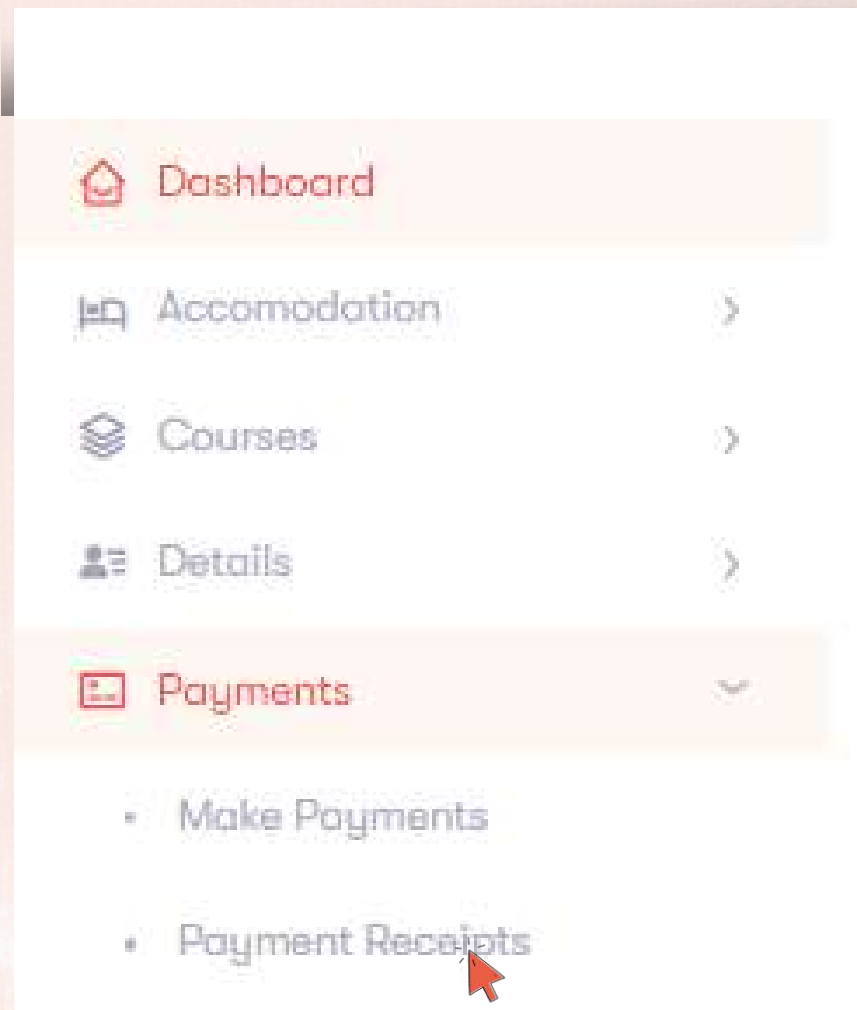 Dashboard
Accomodation
Courses
Details
Payments
Make Payments
Payment Receipts